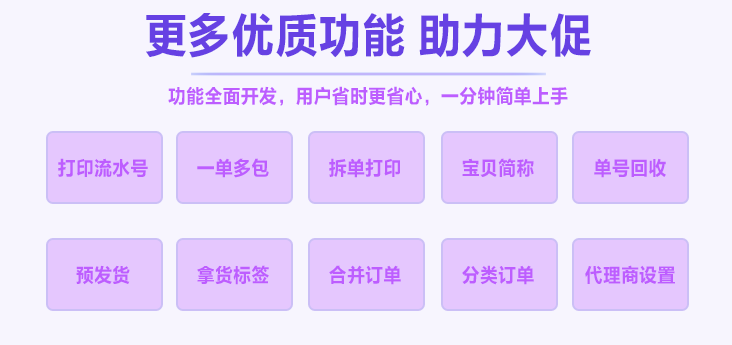 更多优质功能 助力大促
功能全面开发，用户省时更省心，一分钟简单上手
打印流水号 一单多包 拆单打印 宝贝简称 单号回收
预发货 拿货标签 合并订单 分类订单 代理商设置